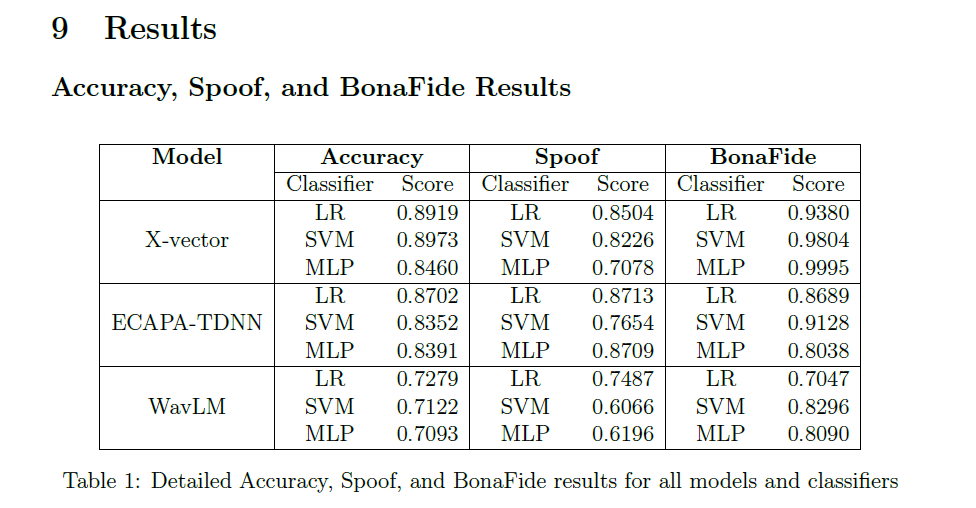 9 Results
Accuracy, Spoof, and BonaFide Results
Model Accuracy Spoof BonaFide
Classifier Score Classifier Score Classifier Score
LR 0.8919 LR 0.8504 LR 0.9380
X-vector SVM 0.8973 SVM 0.8226 SVM 0.9804
MLP 0.8460 MLP 0.7078 MLP 0.9995
LR 0.8702 LR 0.8713 LR 0.8689
ECAPA-TDNN SVM 0.8352 SVM 0.7654 SVM 0.9128
MLP 0.8391 MLP 0.8709 MLP 0.8038
LR 0.7279 LR 0.7487 LR 0.7047
WavLM SVM 0.7122 SVM 0.6066 SVM 0.8296
MLP 0.7093 MLP 0.6196 MLP 0.8090
Table 1: Detailed Accuracy, Spoof, and BonaFide results for all models and classifiers